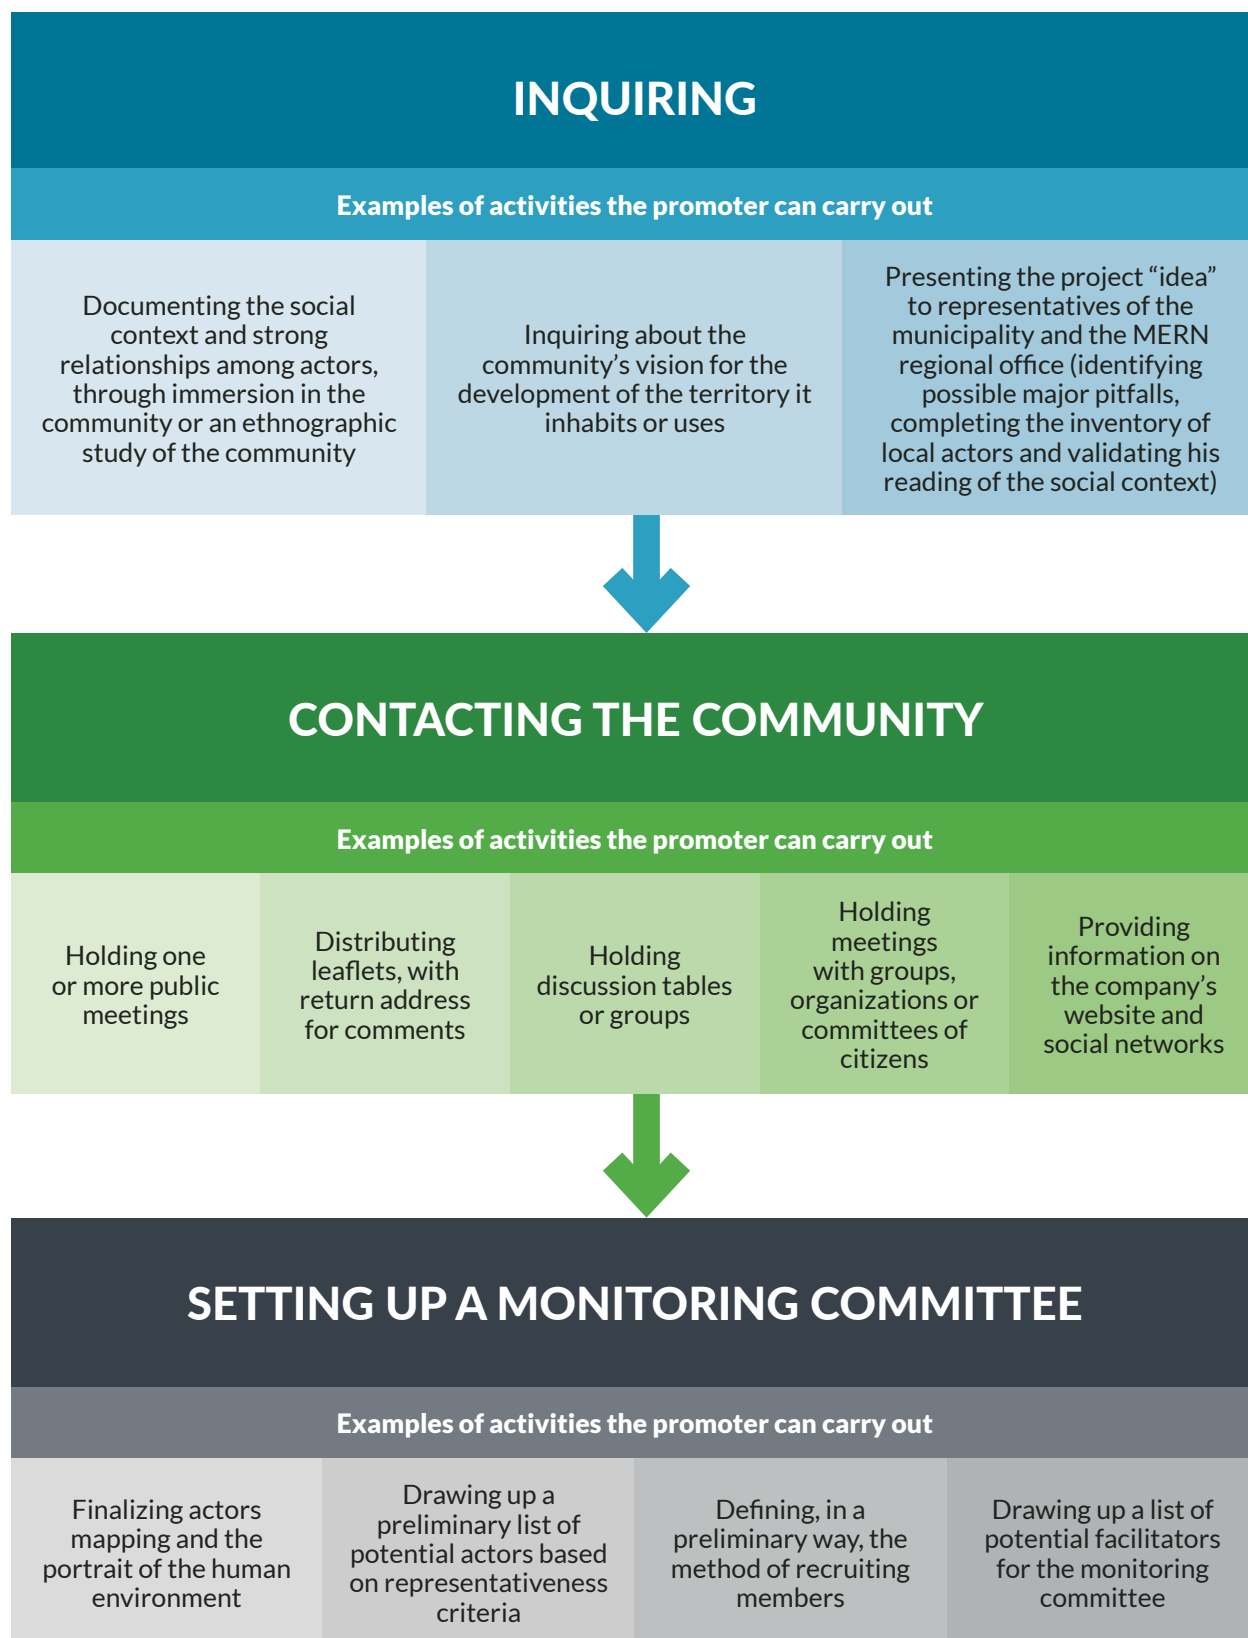 INQUIRING
Examples of activities the promoter can carry out
Documenting the social
context and strong
relationships among actors,
through immersion in the
community or an ethnographic
study of the community
Inquiring about the
community’s vision for the
development of the territory it
inhabits or uses
Presenting the project “idea”
to representatives of the
municipality and the MERN
regional office (identifying
possible major pitfalls,
completing the inventory of
local actors and validating his
reading of the social context)
CONTACTING THE COMMUNITY
Examples of activities the promoter can carry out
Holding one
or more public
meetings
Distributing
leaflets, with
return address
for comments
Holding
discussion tables
or groups
Holding
meetings
with groups,
organizations or
committees of
citizens
Providing
information on
the company’s
website and
social networks
SETTING UP A MONITORING COMMITTEE
Examples of activities the promoter can carry out
Finalizing actors
mapping and the
portrait of the human
environment
Drawing up a
preliminary list of
potential actors based
on representativeness
criteria
Defining, in a
preliminary way, the
method of recruiting
members
Drawing up a list of
potential facilitators
for the monitoring
committee